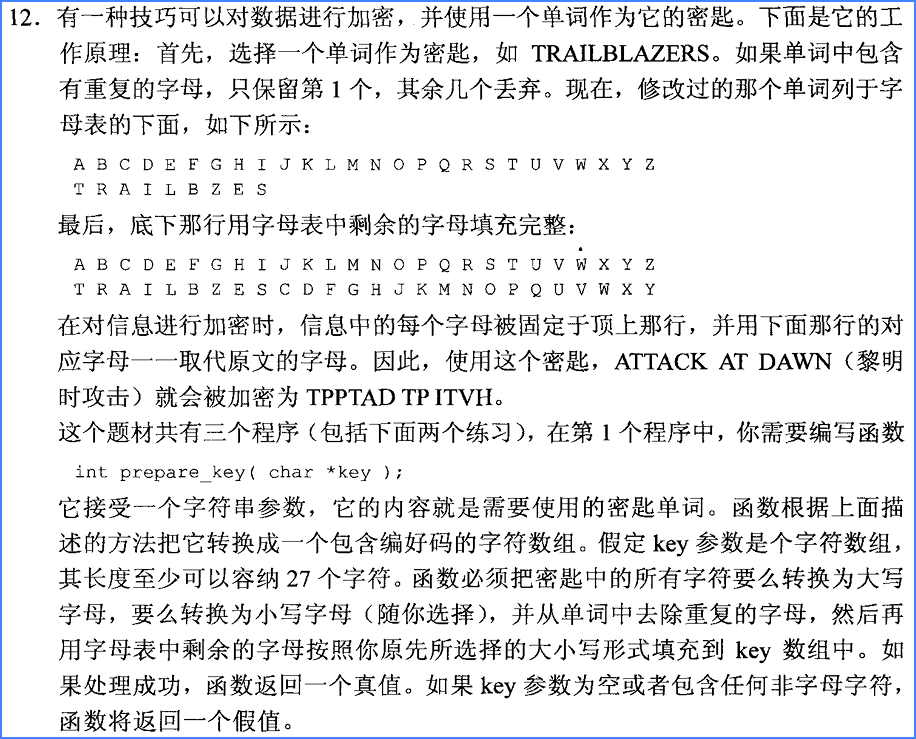 12. 有一种技巧可以对数据进行加密，并使用一个单词作为它的密匙。下面是它的工
作原理：首先，选择一个单词作为密匙，如 TRAILBLAZERS。如果单词中包含
有重复的字母，只保留第 1 个，其余几个丢弃。现在，修改过的那个单词列于字
母表的下面，如下所示：
A B C D E F G H I J K L M N O P Q R S T U V W X Y Z
T R A I L B Z E S
最后，底下那行用字母表中剩余的字母填充完整：
A B C D E F G H I J K L M N O P Q R S T U V W X Y Z
T R A I L B Z E S C D F G H J K M N O P Q U V W X Y
在对信息进行加密时，信息中的每个字母被固定于顶上那行，并用下面那行的对
应字母一一取代原文的字母。因此，使用这个密匙，ATTACK AT DAWN（黎明
时攻击）就会被加密为 TPPTAD TP ITVH。
这个题材共有三个程序（包括下面两个练习），在第 1 个程序中，你需要编写函数
int prepare_key( char *key );
它接受一个字符串参数，它的内容就是需要使用的密匙单词。函数根据上面描
述的方法把它转换成一个包含编好码的字符数组。假定 key 参数是个字符数组，
其长度至少可以容纳 27 个字符。函数必须把密匙中的所有字符要么转换为大写
字母，要么转换为小写字母（随你选择），并从单词中去除重复的字母，然后再
用字母表中剩余的字母按照你原先所选择的大小写形式填充到 key 数组中。如
果处理成功，函数返回一个真值。如果 key 参数为空或者包含任何非字母字符，
函数将返回一个假值。